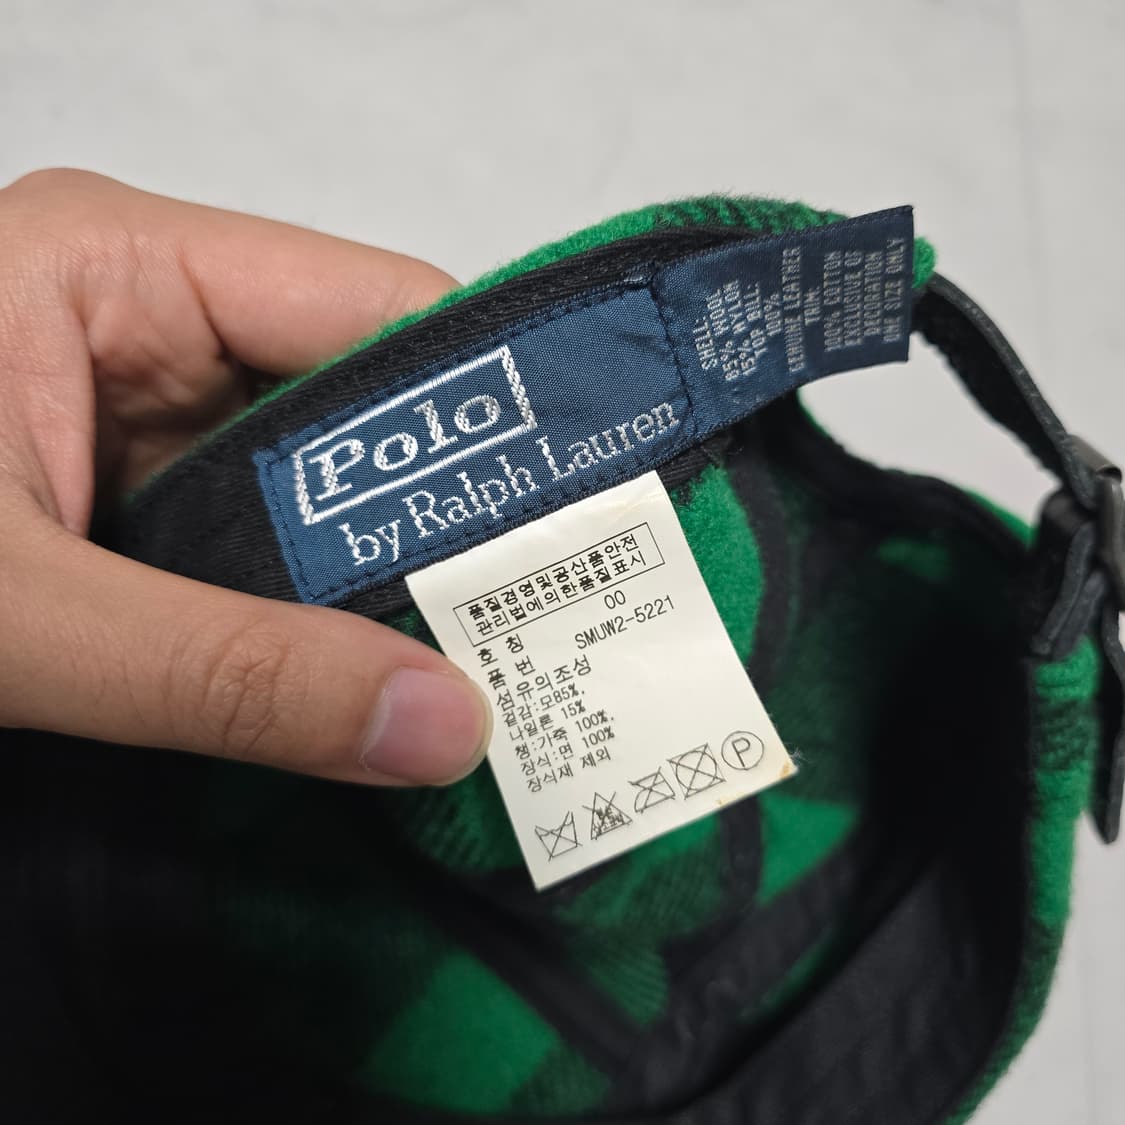 Polo
by Ralph Lauren
SHELL:
85% WOOL
15% NYLON
TOP BILL:
100%
GENUINE LEATHER
TRIM:
100% COTTON
EXCLUSIVE OF
DECORATION
ONE SIZE ONLY
품질경영및공산품안전
관리법에의한품질표시
호 칭 00
품 번 SMUW2-5221
섬유의조성
겉감:모85%.
나일론 15%
챙:가죽 100%.
장식:면 100%
장식재 제외
P